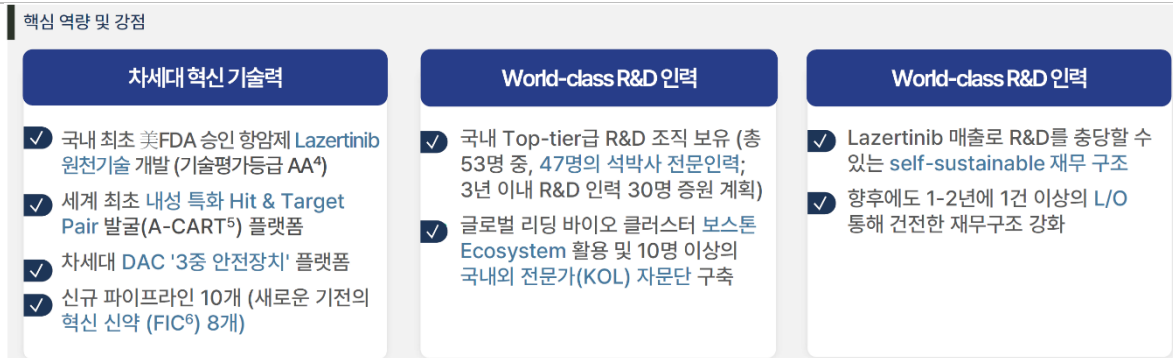 핵심 역량 및 강점
차세대 혁신 기술력
국내 최초 美FDA 승인 항암제 Lazertinib
원천기술 개발 (기술평가등급 AA⁴)
세계 최초 내성 특화 Hit & Target
Pair 발굴(A-CART⁵) 플랫폼
차세대 DAC '3중 안전장치' 플랫폼
신규 파이프라인 10개 (새로운 기전의
혁신 신약 (FIC⁶) 8개)
World-class R&D 인력
국내 Top-tier급 R&D 조직 보유 (총
53명 중, 47명의 석박사 전문인력;
3년 이내 R&D 인력 30명 증원 계획)
글로벌 리딩 바이오 클러스터 보스톤
Ecosystem 활용 및 10명 이상의
국내외 전문가(KOL) 자문단 구축
World-class R&D 인력
Lazertinib 매출로 R&D를 충당할 수
있는 self-sustainable 재무 구조
향후에도 1-2년에 1건 이상의 L/O
통해 건전한 재무구조 강화